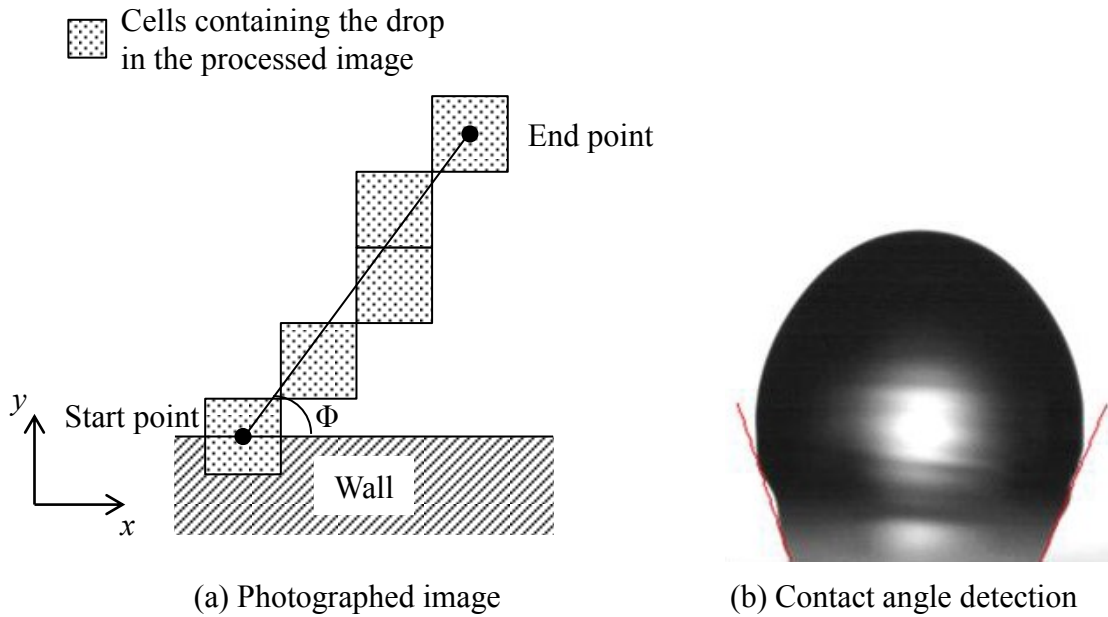 Cells containing the drop
in the processed image
End point
Start point
Φ
Wall
y
x
(a) Photographed image
(b) Contact angle detection